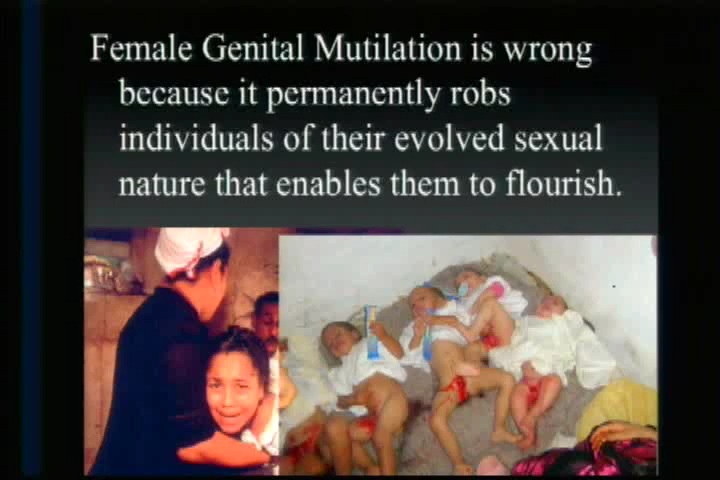 Female Genital Mutilation is wrong
because it permanently robs
individuals of their evolved sexual
nature that enables them to flourish.